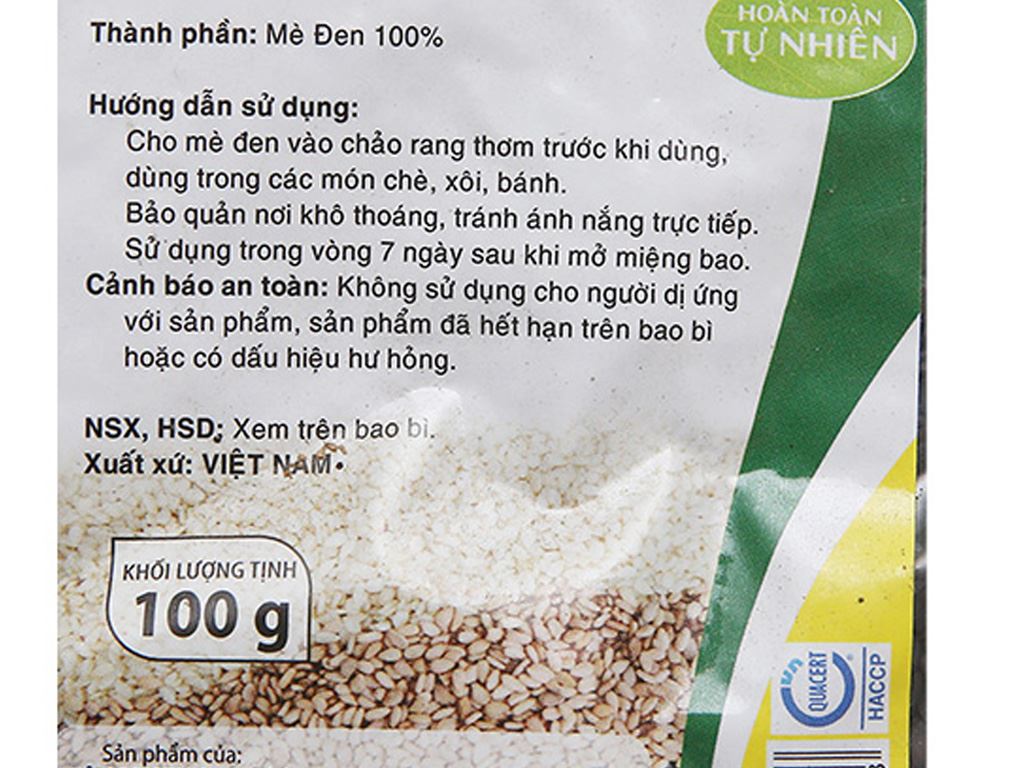 HOÀN TOÀN
TỰ NHIÊN
Thành phần: Mè Đen 100%
Hướng dẫn sử dụng:
Cho mè đen vào chảo rang thơm trước khi dùng,
dùng trong các món chè, xôi, bánh.
Bảo quản nơi khô thoáng, tránh ánh nắng trực tiếp.
Sử dụng trong vòng 7 ngày sau khi mở miệng bao.
Cảnh báo an toàn: Không sử dụng cho người dị ứng
với sản phẩm, sản phẩm đã hết hạn trên bao bì
hoặc có dấu hiệu hư hỏng.
NSX, HSD: Xem trên bao bì.
Xuất xứ: VIỆT NAM.
KHỐI LƯỢNG TỊNH
100 g
QUACERT
HACCP
Sản phẩm của: